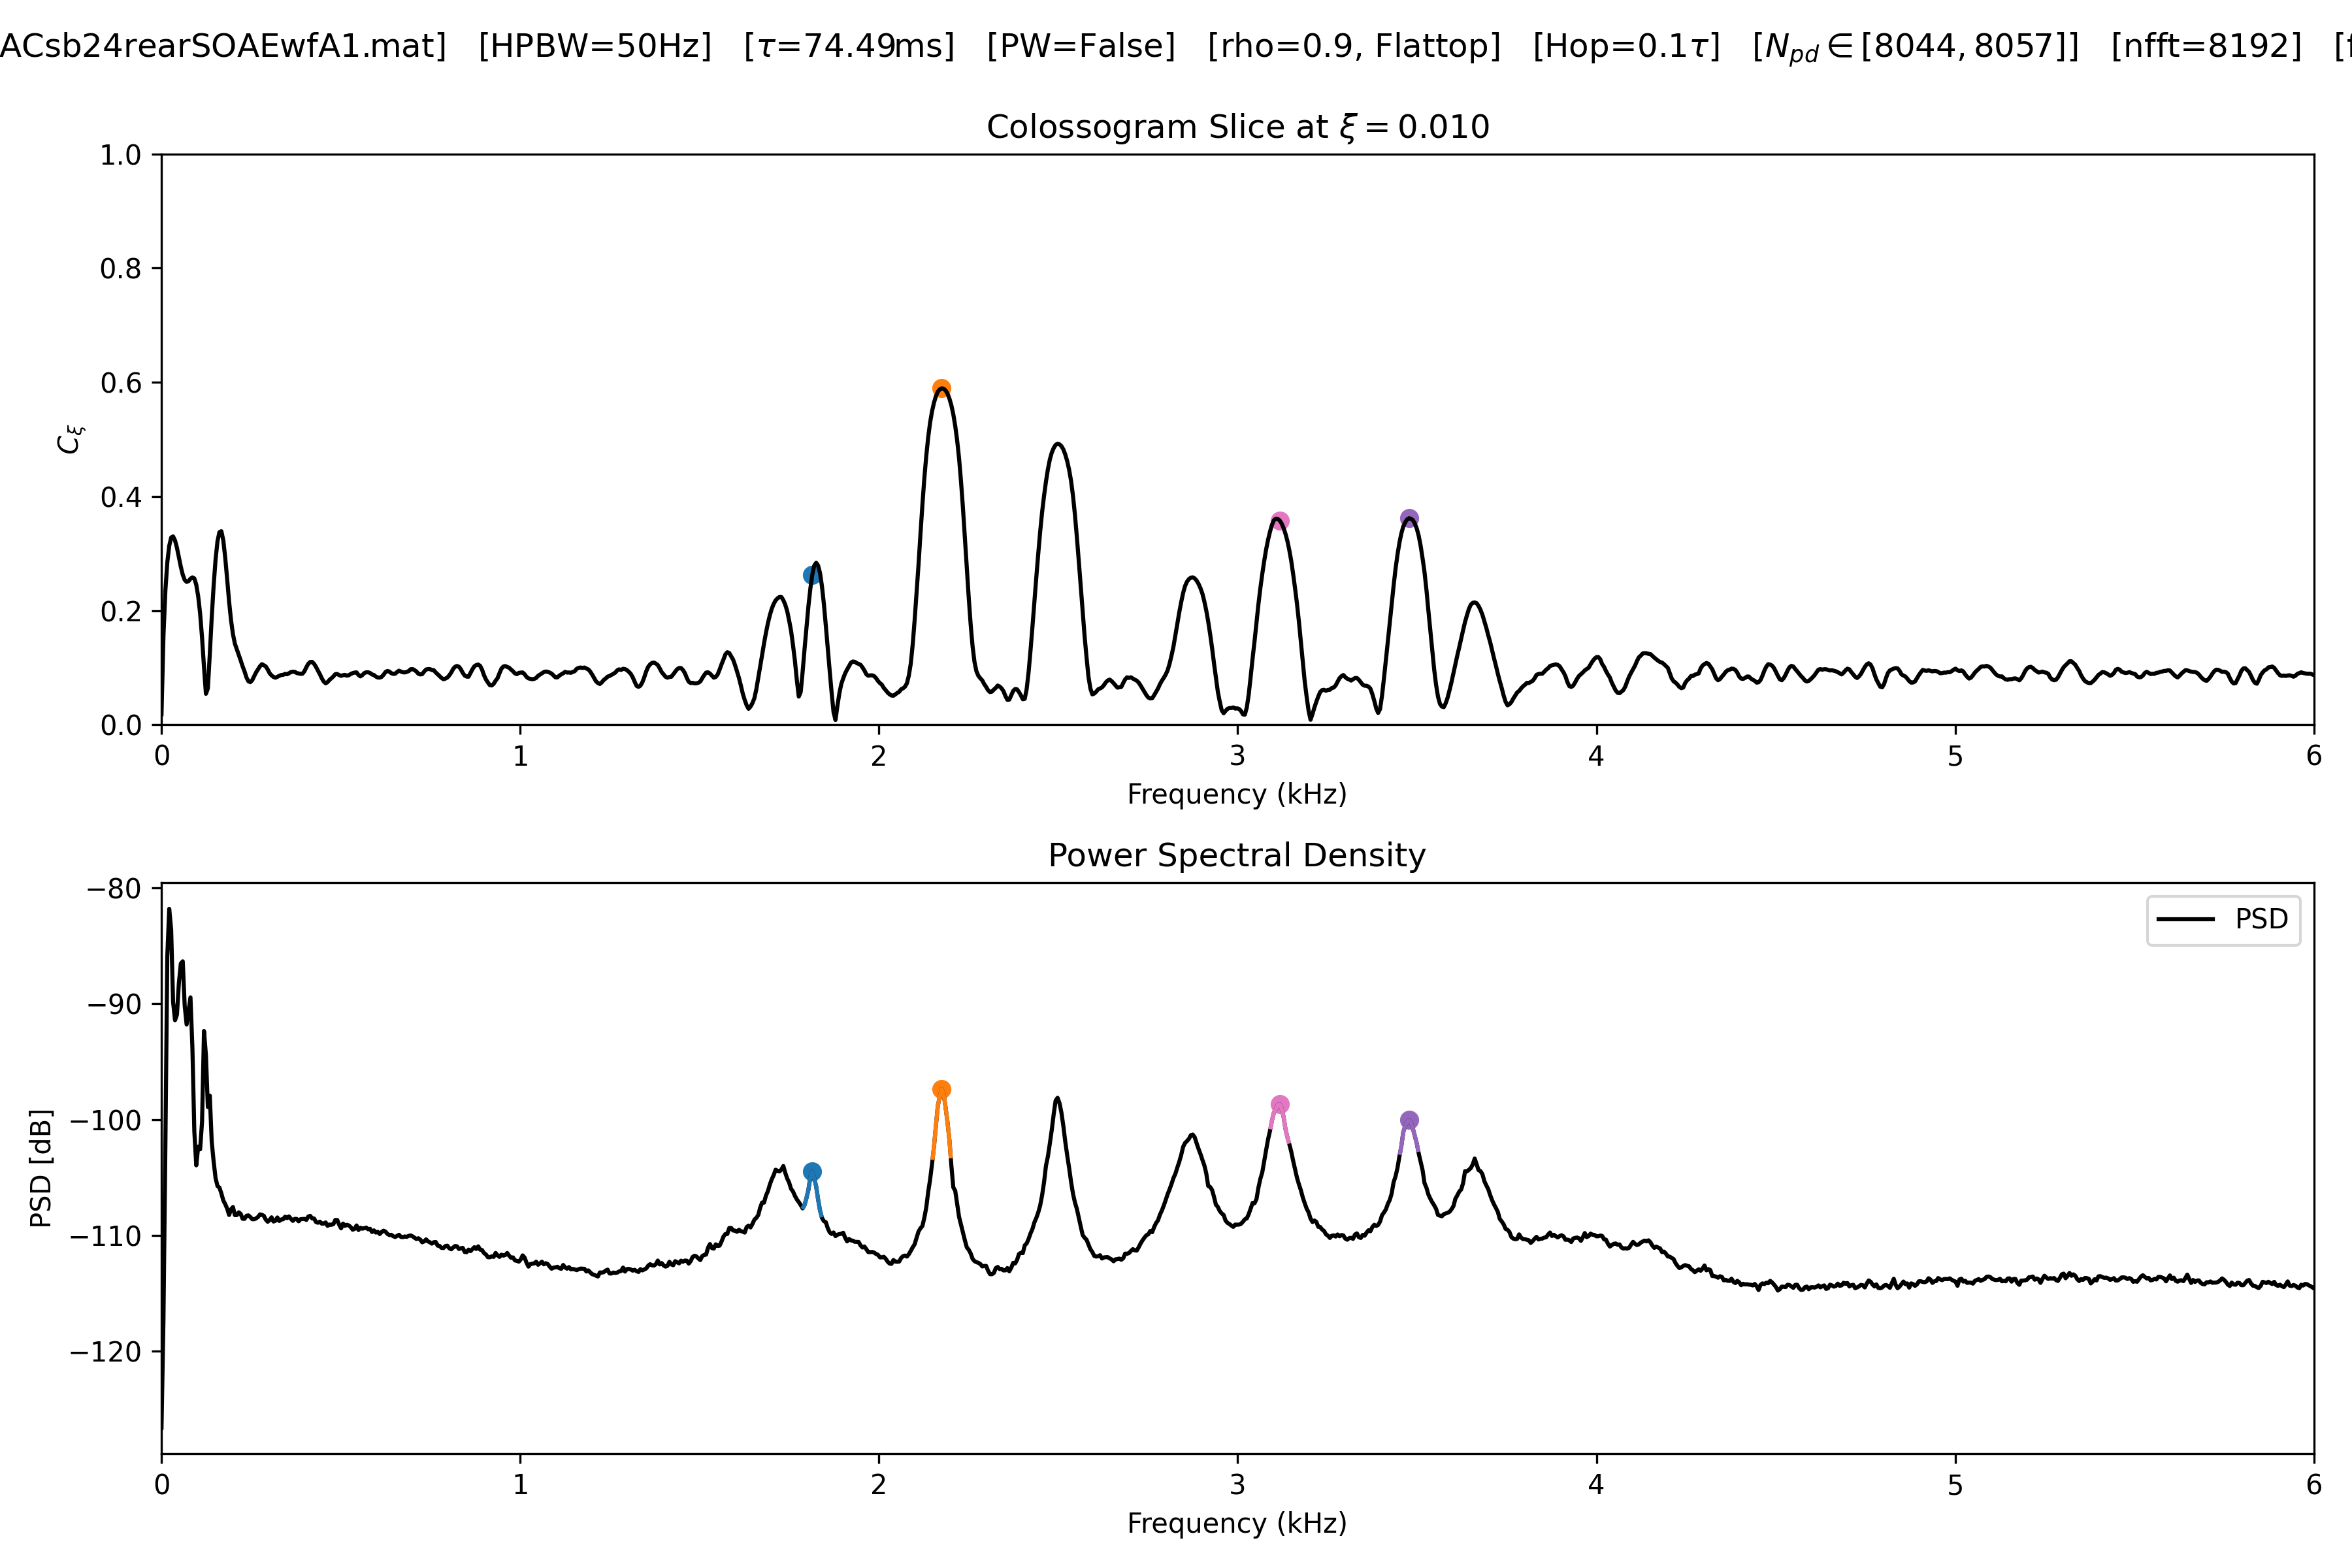 ACsb24rearSOAEwfA1.mat] [HPBW=50Hz] [τ=74.49ms] [PW=False] [rho=0.9, Flattop] [Hop=0.1τ] [N_pd ∈ [8044, 8057]] [nfft=8192] [f
Colossogram Slice at ξ = 0.010
1.0
0.8
0.6
0.4
0.2
0.0
C_ξ
0 1 2 3 4 5 6
Frequency (kHz)
Power Spectral Density
−80
−90
−100
−110
−120
PSD [dB]
PSD
0 1 2 3 4 5 6
Frequency (kHz)